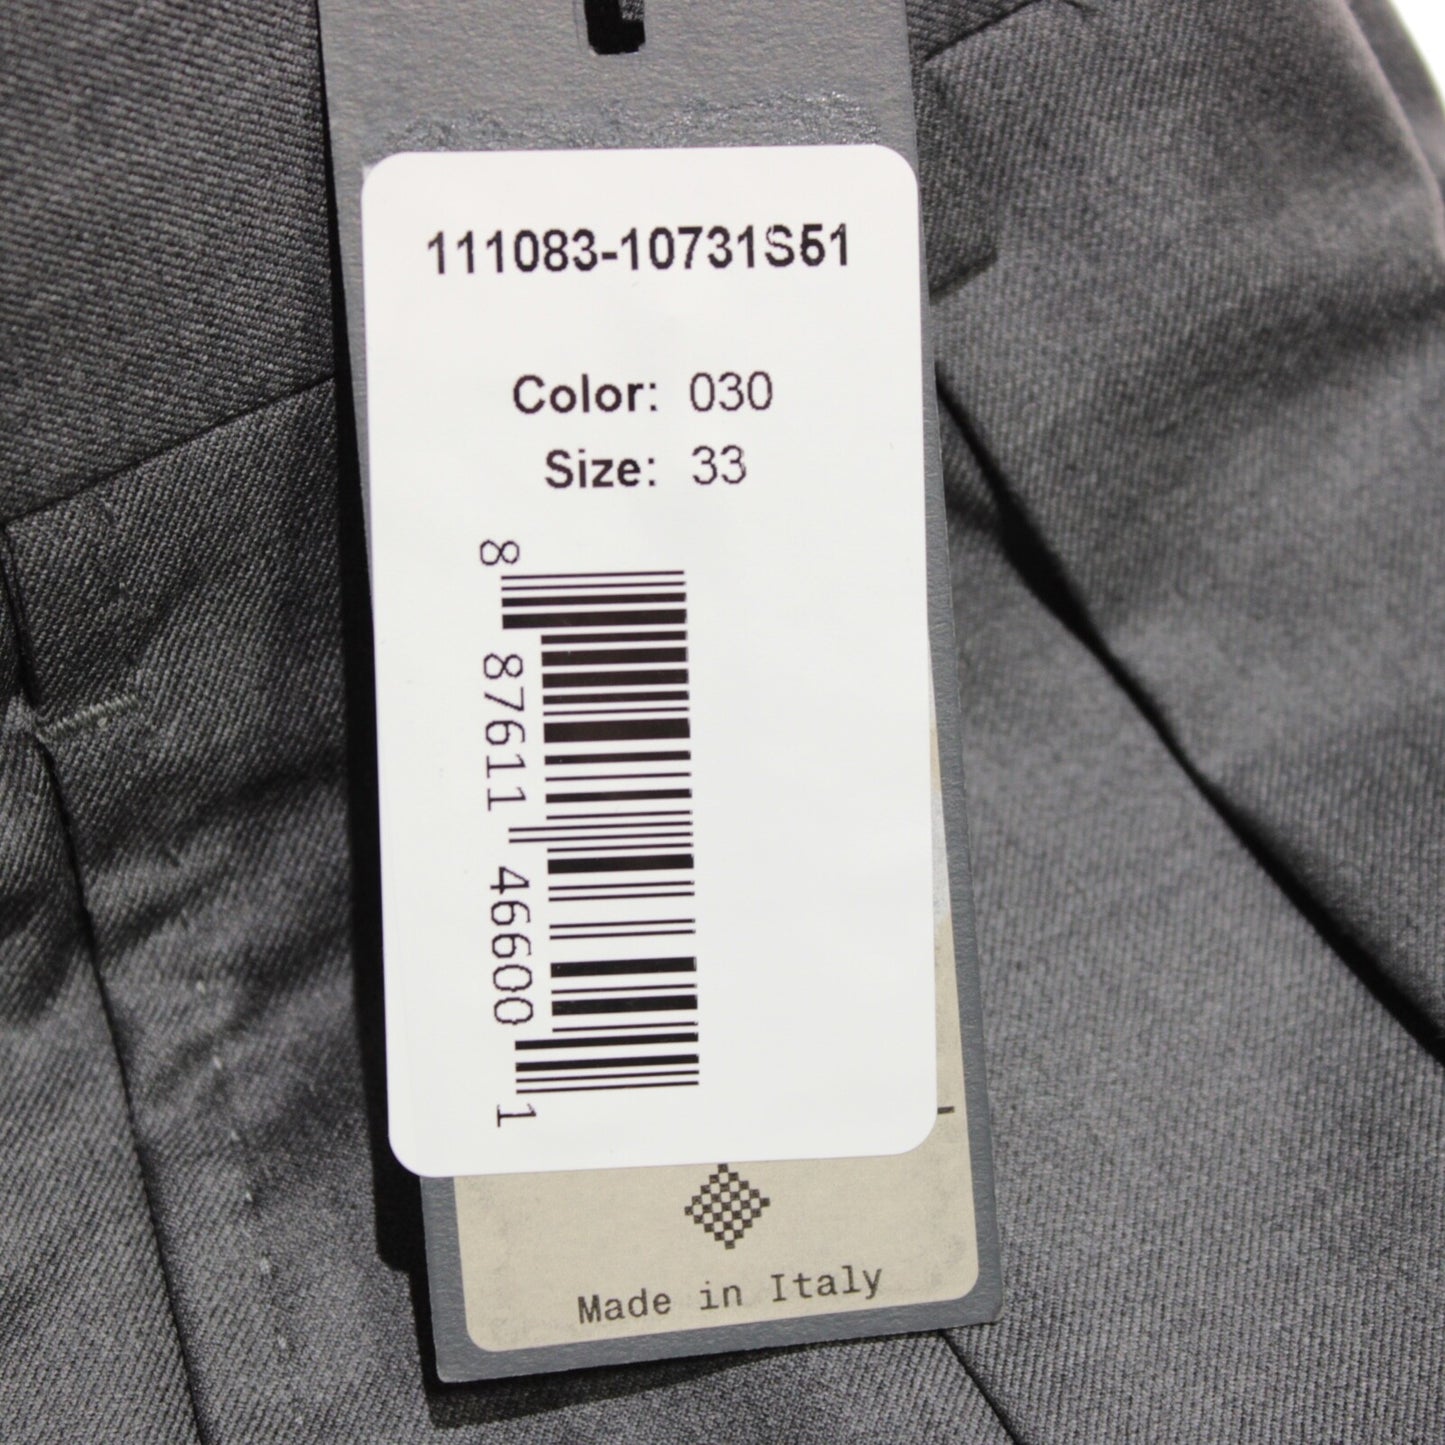 111083-10731S51
Color: 030
Size: 33
8 87611 46600 1
Made in Italy